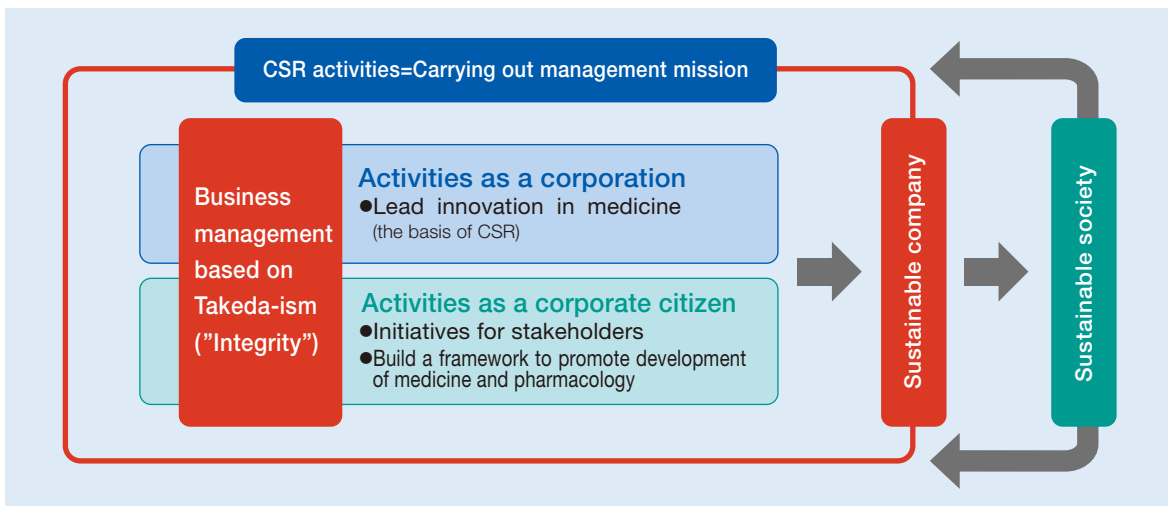 CSR activities=Carrying out management mission
Business
management
based on
Takeda-ism
(”Integrity”)
Activities as a corporation
●Lead innovation in medicine
(the basis of CSR)
Activities as a corporate citizen
●Initiatives for stakeholders
●Build a framework to promote development
of medicine and pharmacology
Sustainable company
Sustainable society